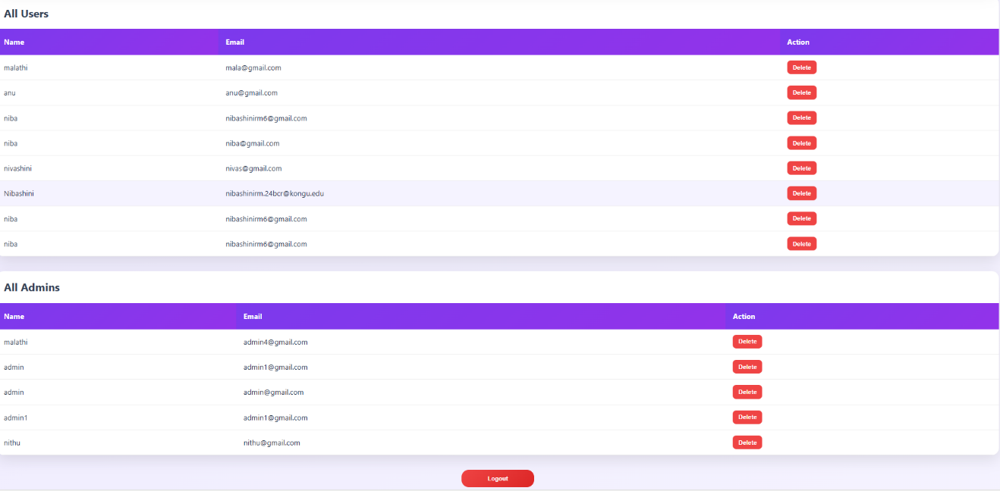 All Users
Name Email Action
malathi mala@gmail.com Delete
anu anu@gmail.com Delete
niba nibashinirm6@gmail.com Delete
niba niba@gmail.com Delete
nivashini nivas@gmail.com Delete
Nibashini nibashinirm.24bcr@kongu.edu Delete
niba nibashinirm6@gmail.com Delete
niba nibashinirm6@gmail.com Delete
All Admins
Name Email Action
malathi admin4@gmail.com Delete
admin admin1@gmail.com Delete
admin admin@gmail.com Delete
admin1 admin1@gmail.com Delete
nithu nithu@gmail.com Delete
Logout